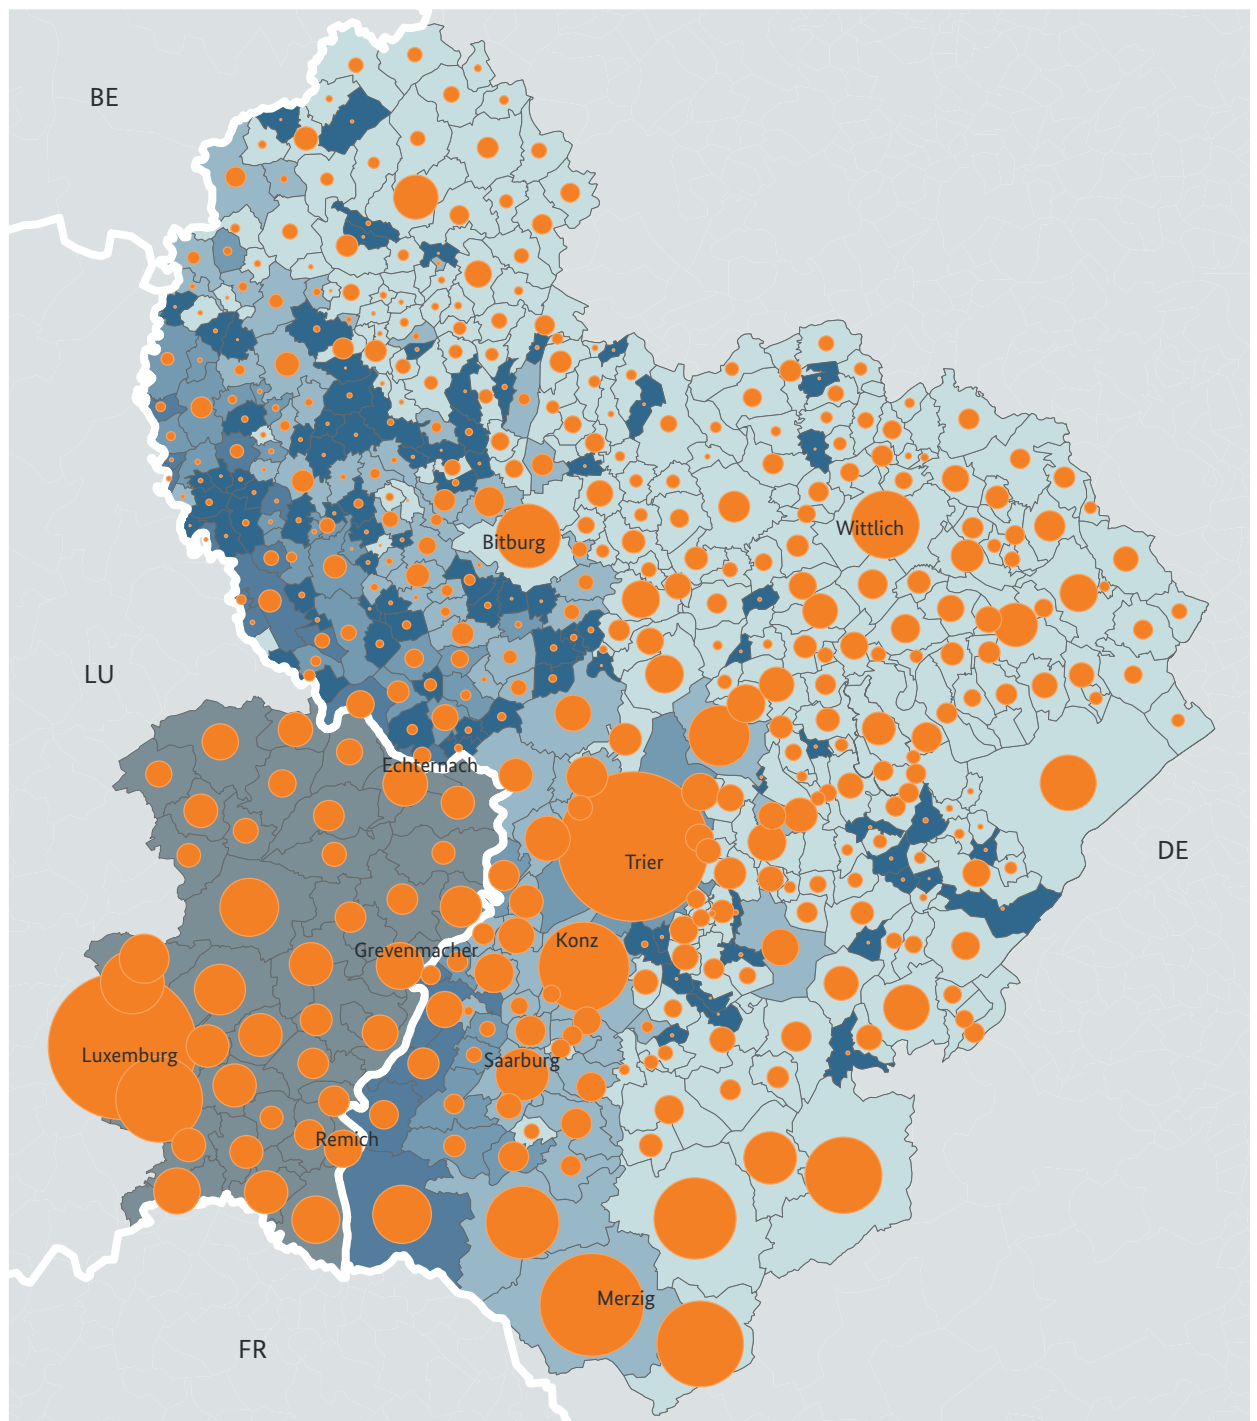 BE
Bitburg
Wittlich
LU
Echternach
Trier
DE
Konz
Grevenmacher
Luxemburg
Saarburg
Remich
Merzig
FR